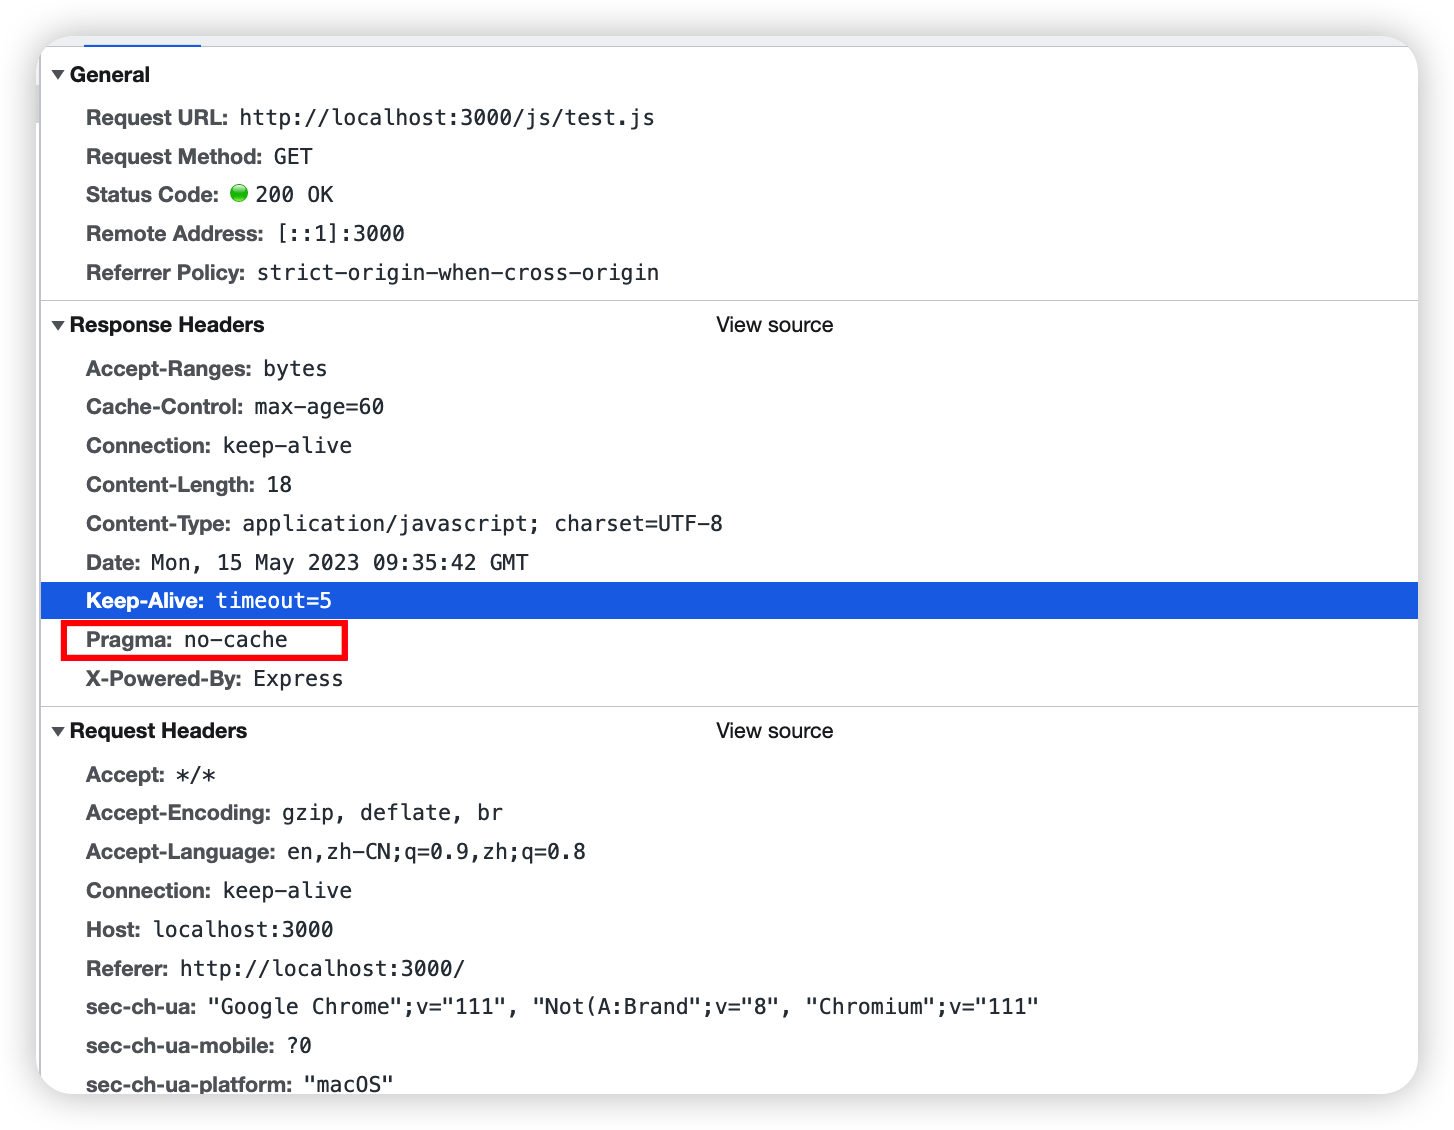 General
Request URL: http://localhost:3000/js/test.js
Request Method: GET
Status Code: 200 OK
Remote Address: [::1]:3000
Referrer Policy: strict-origin-when-cross-origin
Response Headers View source
Accept-Ranges: bytes
Cache-Control: max-age=60
Connection: keep-alive
Content-Length: 18
Content-Type: application/javascript; charset=UTF-8
Date: Mon, 15 May 2023 09:35:42 GMT
Keep-Alive: timeout=5
Pragma: no-cache
X-Powered-By: Express
Request Headers View source
Accept: */*
Accept-Encoding: gzip, deflate, br
Accept-Language: en,zh-CN;q=0.9,zh;q=0.8
Connection: keep-alive
Host: localhost:3000
Referer: http://localhost:3000/
sec-ch-ua: "Google Chrome";v="111", "Not(A:Brand";v="8", "Chromium";v="111"
sec-ch-ua-mobile: ?0
sec-ch-ua-platform: "macOS"